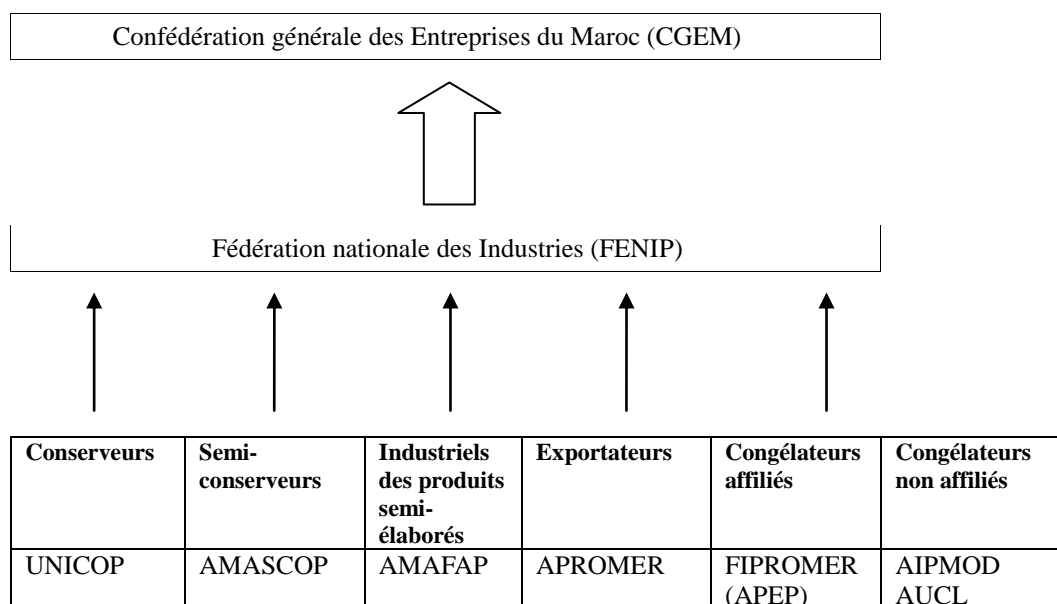 Confédération générale des Entreprises du Maroc (CGEM)
Fédération nationale des Industries (FENIP)
Conserveurs
Semi-
conserveurs
Industriels
des produits
semi-
élaborés
Exportateurs
Congélateurs
affiliés
Congélateurs
non affiliés
UNICOP
AMASCOP
AMAFAP
APROMER
FIPROMER
(APEP)
AIPMOD
AUCL